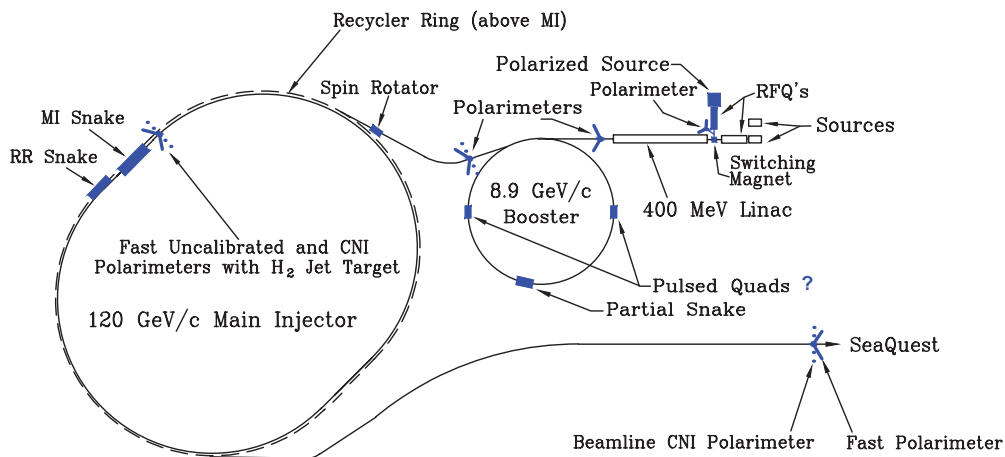 Recycler Ring (above MI)
Polarized Source
Spin Rotator
Polarimeter
RFQ's
Polarimeters
Sources
MI Snake
RR Snake
Switching
Magnet
8.9 GeV/c
Booster
400 MeV Linac
Fast Uncalibrated and CNI
Polarimeters with H₂ Jet Target
Pulsed Quads ?
Partial Snake
120 GeV/c Main Injector
SeaQuest
Beamline CNI Polarimeter
Fast Polarimeter